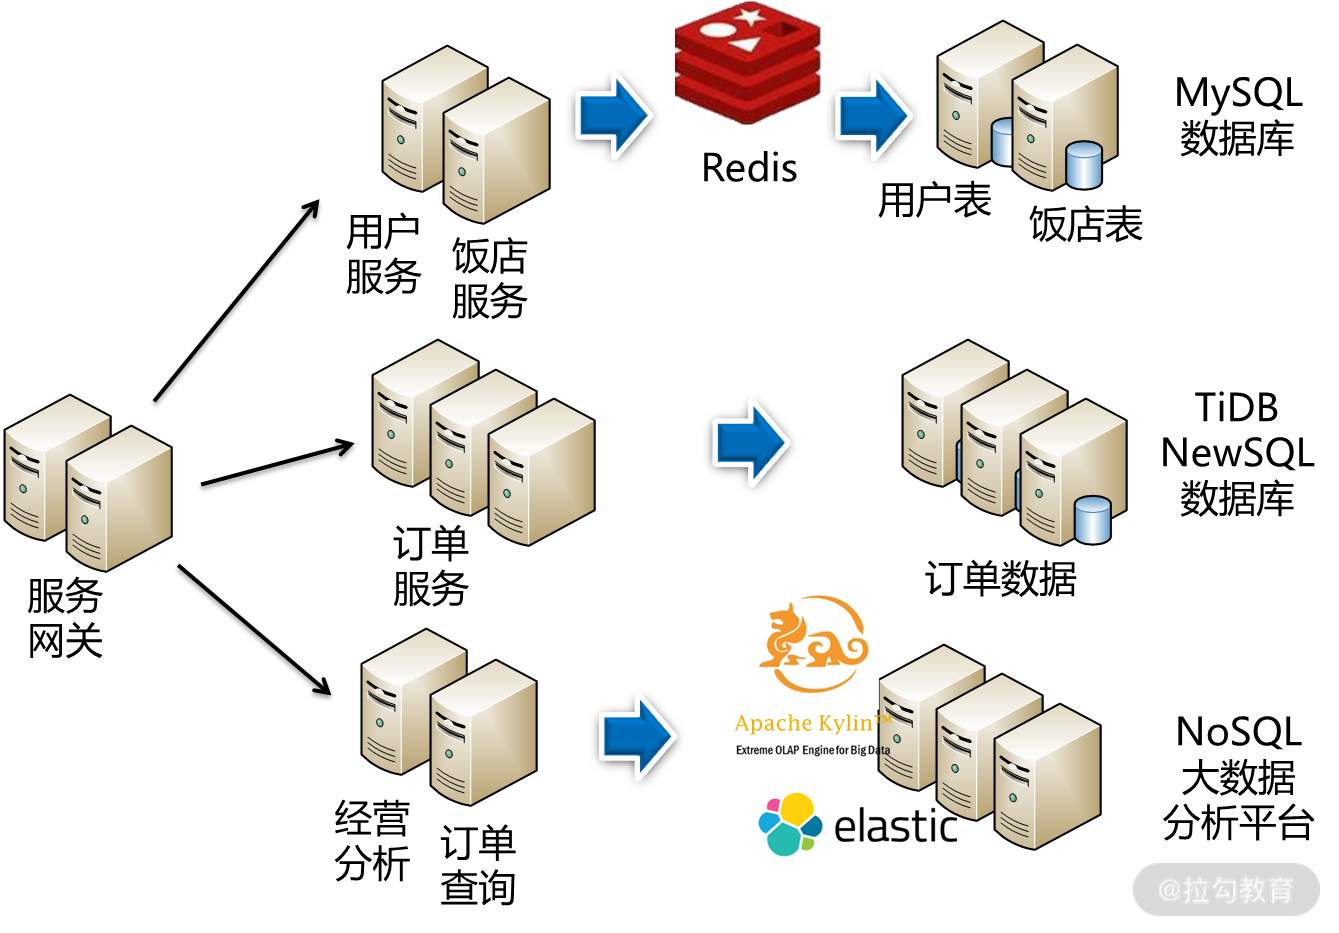 Redis
MySQL
数据库
用户
服务
饭店
服务
用户表
饭店表
订单
服务
TiDB
NewSQL
数据库
订单数据
服务
网关
Apache Kylin™
Extreme OLAP Engine for Big Data
elastic
NoSQL
大数据
分析平台
经营
分析
订单
查询
@拉勾教育